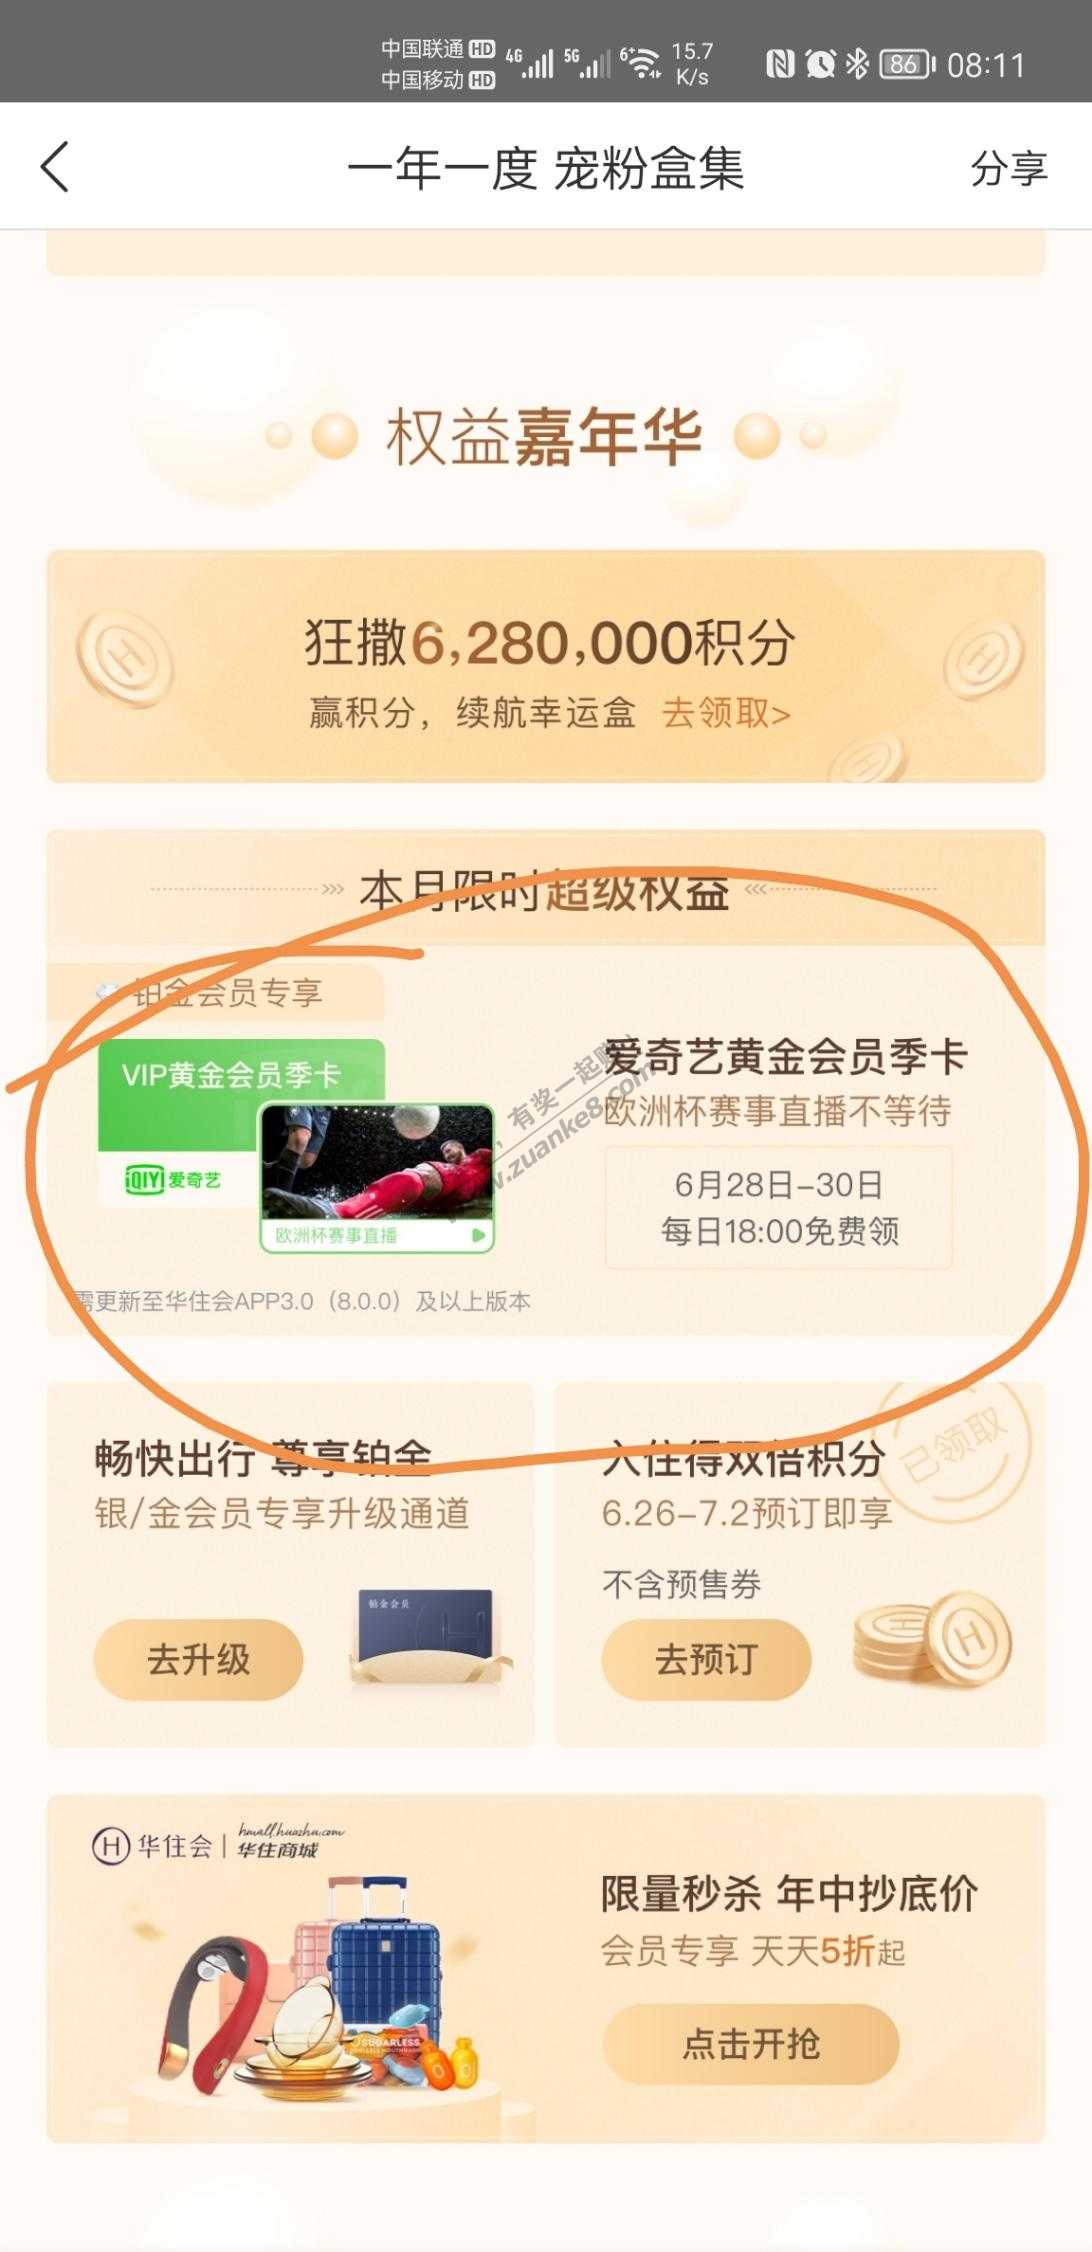 中国联通 HD
中国移动 HD
4G 5G 6+ 15.7 K/s 86 08:11
一年一度 宠粉盒集
分享
权益嘉年华
狂撒6,280,000积分
赢积分，续航幸运盒 去领取>
本月限时超级权益
铂金会员专享
VIP黄金会员季卡
iQIYI 爱奇艺
欧洲杯赛事直播
爱奇艺黄金会员季卡
欧洲杯赛事直播不等待
6月28日-30日
每日18:00免费领
需更新至华住会APP3.0（8.0.0）及以上版本
畅快出行 尊享铂金
银/金会员专享升级通道
铂金会员
去升级
入住得双倍积分
6.26-7.2预订即享
不含预售券
去预订
已领取
华住会
hmall.huazhu.com
华住商城
SUGARLESS
限量秒杀 年中抄底价
会员专享 天天5折起
点击开抢
有奖一起赚
zuanke8.com